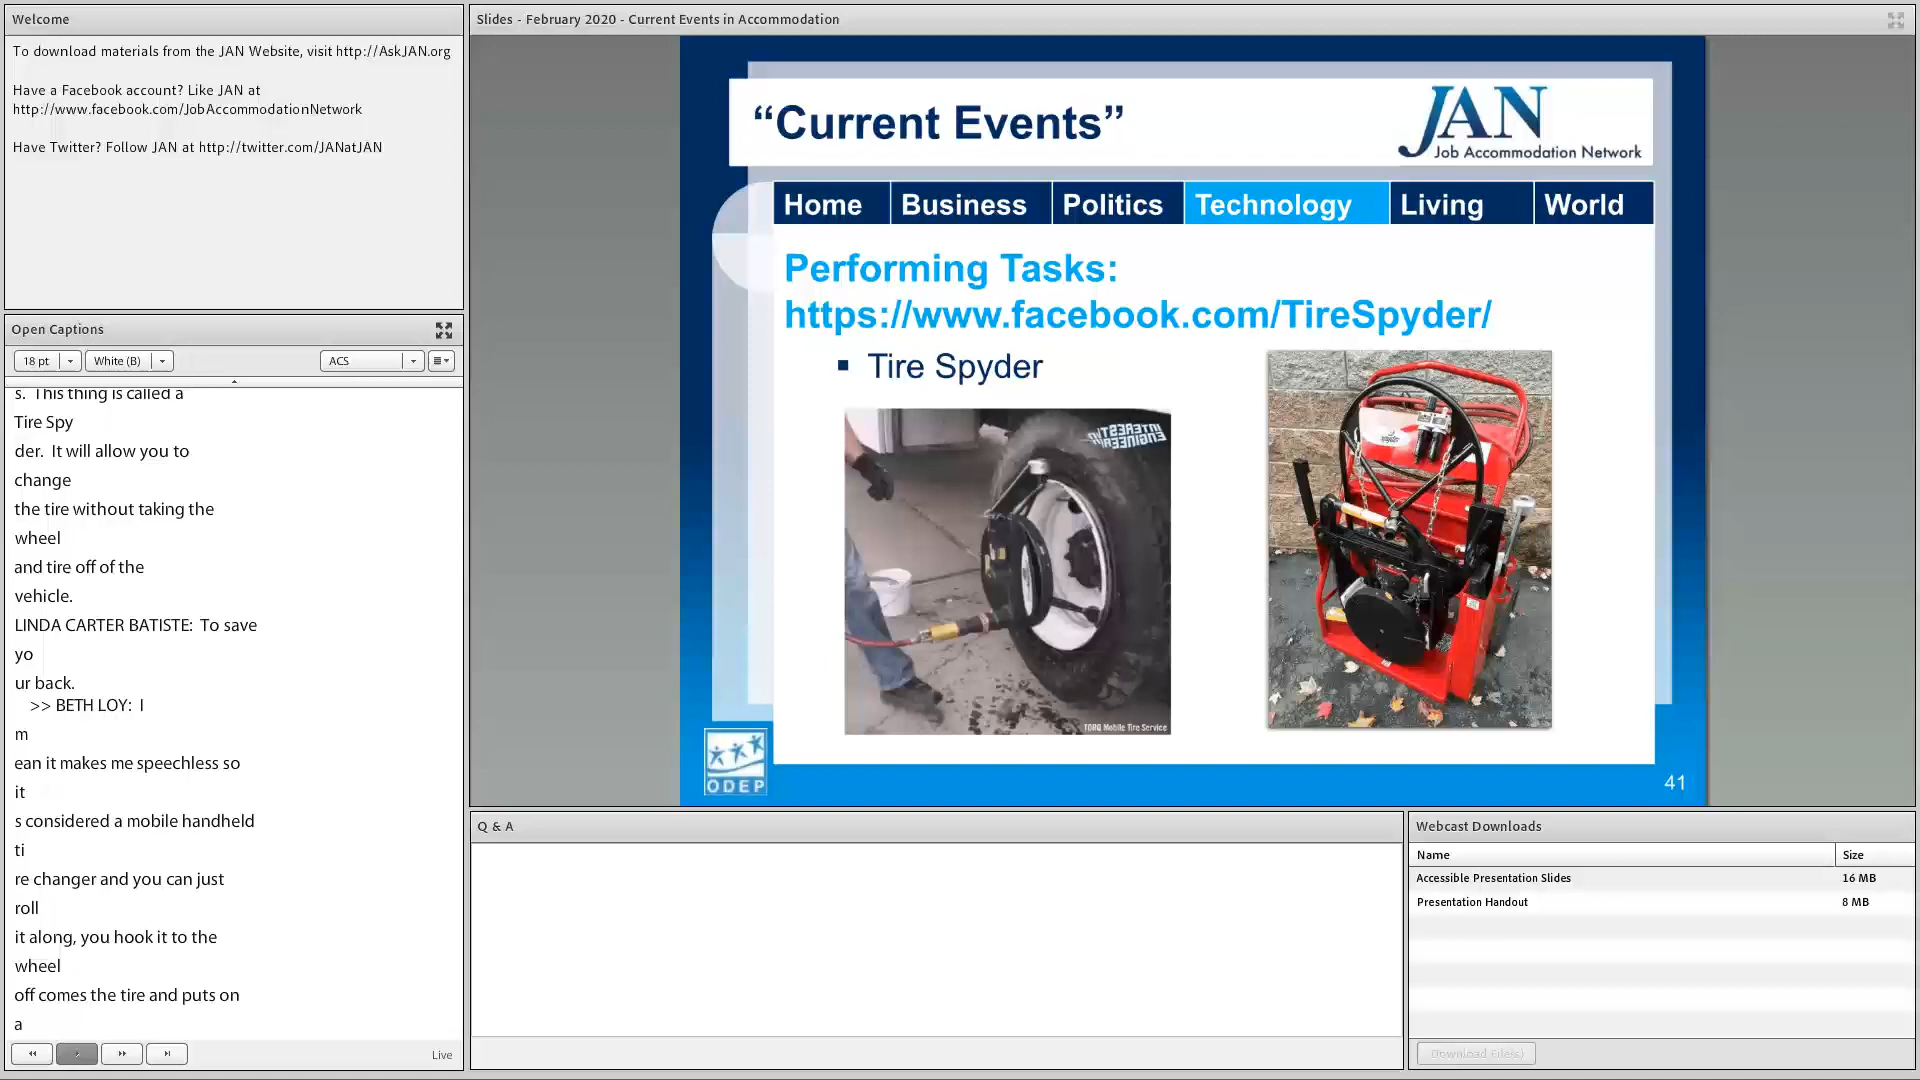 Welcome
To download materials from the JAN Website, visit http://AskJAN.org
Have a Facebook account? Like JAN at
http://www.facebook.com/JobAccommodationNetwork
Have Twitter? Follow JAN at http://twitter.com/JANatJAN
Open Captions
18 pt
White (B)
ACS
s. This thing is called a
Tire Spy
der. It will allow you to
change
the tire without taking the
wheel
and tire off of the
vehicle.
LINDA CARTER BATISTE: To save
yo
ur back.
>> BETH LOY: I
m
ean it makes me speechless so
it
s considered a mobile handheld
ti
re changer and you can just
roll
it along, you hook it to the
wheel
off comes the tire and puts on
a
Live
Slides - February 2020 - Current Events in Accommodation
“Current Events”
JAN
Job Accommodation Network
Home Business Politics Technology Living World
Performing Tasks:
https://www.facebook.com/TireSpyder/
▪ Tire Spyder
INTERESTIN
ENGINEERIN
TORQ Mobile Tire Service
ODEP
41
Q & A
Webcast Downloads
Name Size
Accessible Presentation Slides 16 MB
Presentation Handout 8 MB
Download File(s)